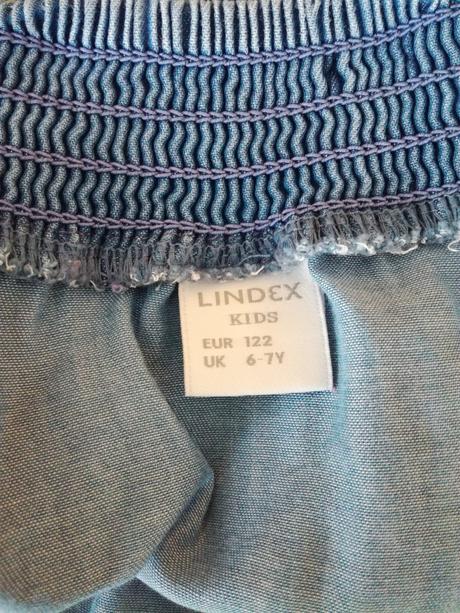 LINDEX
KIDS
EUR 122
UK 6-7Y